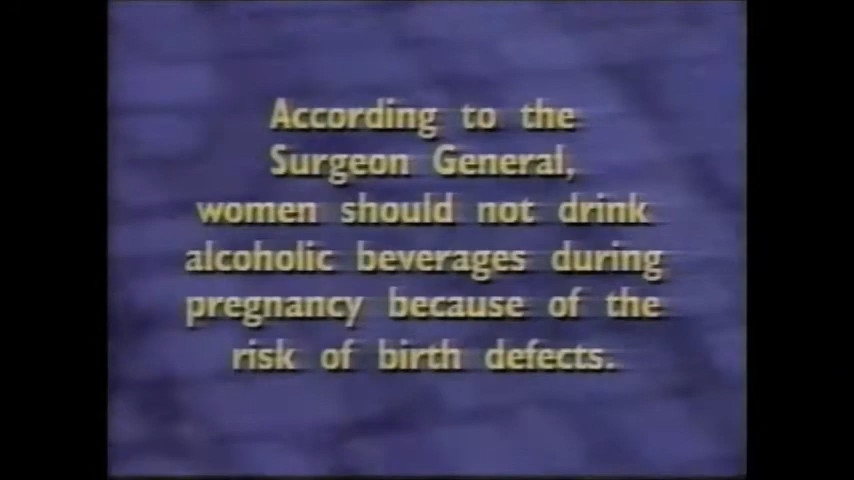 According to the
Surgeon General,
women should not drink
alcoholic beverages during
pregnancy because of the
risk of birth defects.